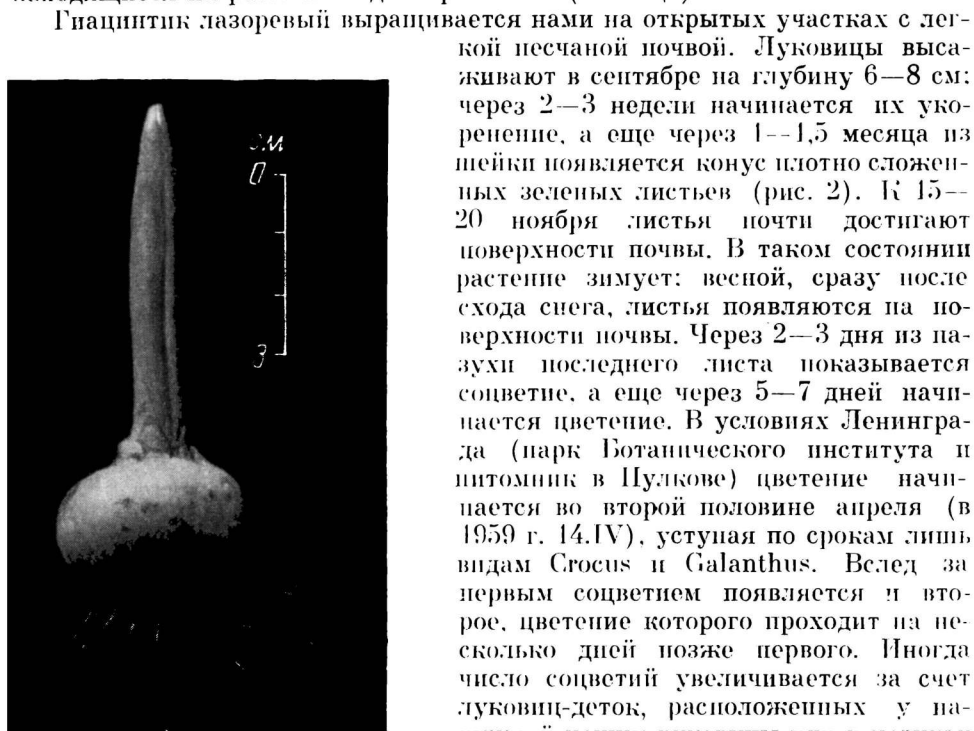 Гиацинтик лазоревый выращивается нами на открытых участках с лег-
кой песчаной почвой. Луковицы выса-
живают в сентябре на глубину 6—8 см;
через 2—3 недели начинается их уко-
ренение, а еще через 1—1,5 месяца из
шейки появляется конус плотно сложен-
ных зеленых листьев (рис. 2). К 15—
20 ноября листья почти достигают
поверхности почвы. В таком состоянии
растение зимует; весной, сразу после
схода снега, листья появляются на по-
верхности почвы. Через 2—3 дня из па-
зухи последнего листа показывается
соцветие, а еще через 5—7 дней начи-
нается цветение. В условиях Ленингра-
да (парк Ботанического института и
питомник в Пулкове) цветение начи-
нается во второй половине апреля (в
1959 г. 14.IV), уступая по срокам лишь
видам Crocus и Galanthus. Вслед за
первым соцветием появляется и вто-
рое, цветение которого проходит на не-
сколько дней позже первого. Иногда
число соцветий увеличивается за счет
луковиц-деток, расположенных у на-
см
0
3